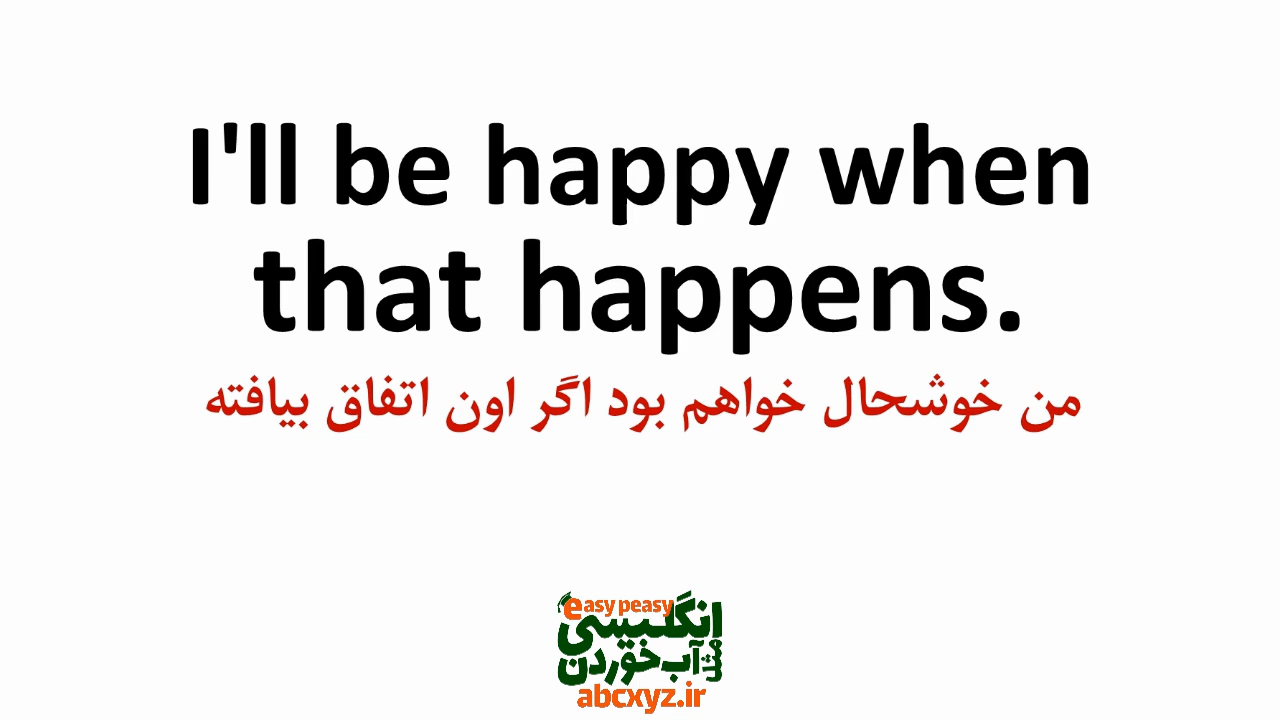 I'll be happy when
that happens.
من خوشحال خواهم بود اگر اون اتفاق بیافته
easy peasy
انگلیسی
مثل آب خوردن
abcxyz.ir